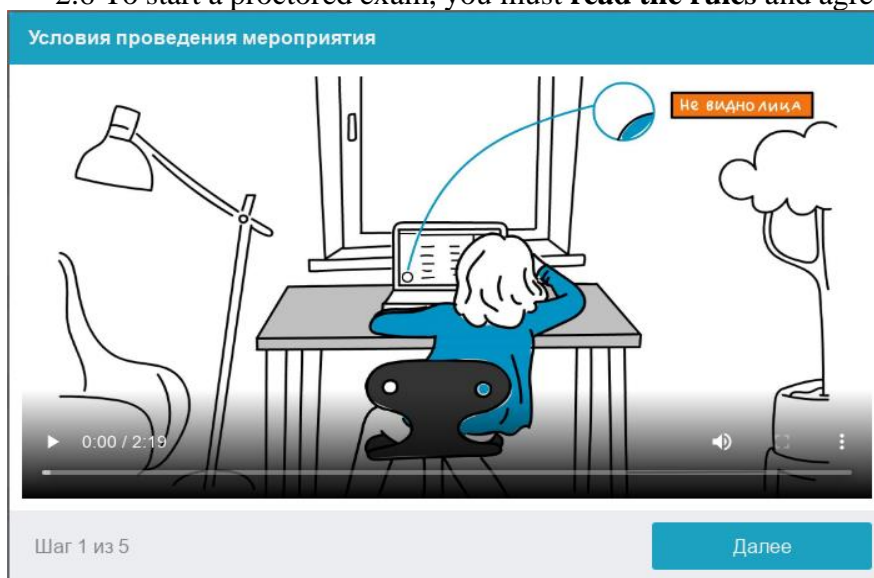 2.8 To start a proctored exam, you must read the rules and agre
Условия проведения мероприятия
Не видно лица
0:00 / 2:19
Шаг 1 из 5
Далее